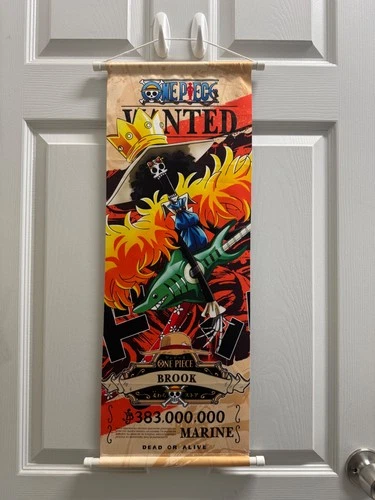 ONE PIECE
WANTED
ONE PIECE
BROOK
฿383.000.000
MARINE
DEAD OR ALIVE